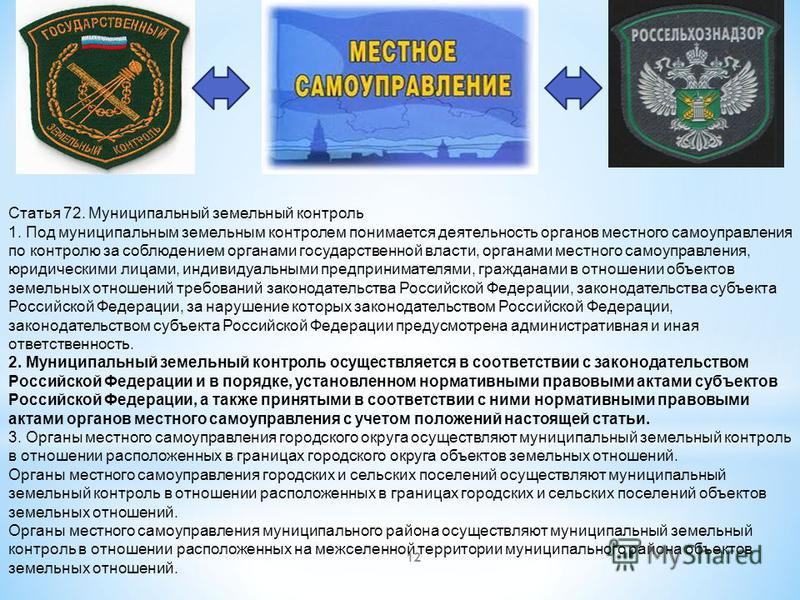 ГОСУДАРСТВЕННЫЙ
ЗЕМЕЛЬНЫЙ КОНТРОЛЬ
МЕСТНОЕ
САМОУПРАВЛЕНИЕ
РОССЕЛЬХОЗНАДЗОР
Статья 72. Муниципальный земельный контроль
1. Под муниципальным земельным контролем понимается деятельность органов местного самоуправления
по контролю за соблюдением органами государственной власти, органами местного самоуправления,
юридическими лицами, индивидуальными предпринимателями, гражданами в отношении объектов
земельных отношений требований законодательства Российской Федерации, законодательства субъекта
Российской Федерации, за нарушение которых законодательством Российской Федерации,
законодательством субъекта Российской Федерации предусмотрена административная и иная
ответственность.
2. Муниципальный земельный контроль осуществляется в соответствии с законодательством
Российской Федерации и в порядке, установленном нормативными правовыми актами субъектов
Российской Федерации, а также принятыми в соответствии с ними нормативными правовыми
актами органов местного самоуправления с учетом положений настоящей статьи.
3. Органы местного самоуправления городского округа осуществляют муниципальный земельный контроль
в отношении расположенных в границах городского округа объектов земельных отношений.
Органы местного самоуправления городских и сельских поселений осуществляют муниципальный
земельный контроль в отношении расположенных в границах городских и сельских поселений объектов
земельных отношений.
Органы местного самоуправления муниципального района осуществляют муниципальный земельный
контроль в отношении расположенных на межселенной территории муниципального района объектов
земельных отношений.
12
MyShared